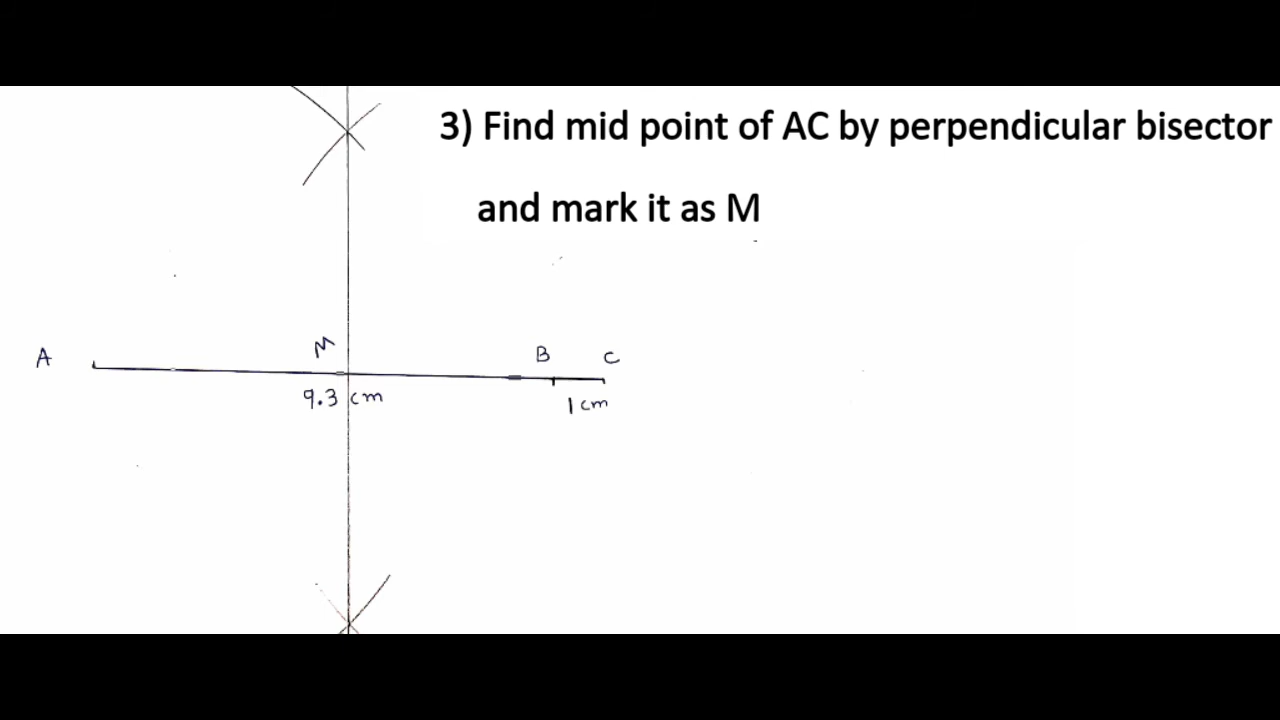 3) Find mid point of AC by perpendicular bisector
and mark it as M
M
A
B
C
9.3 cm
1 cm